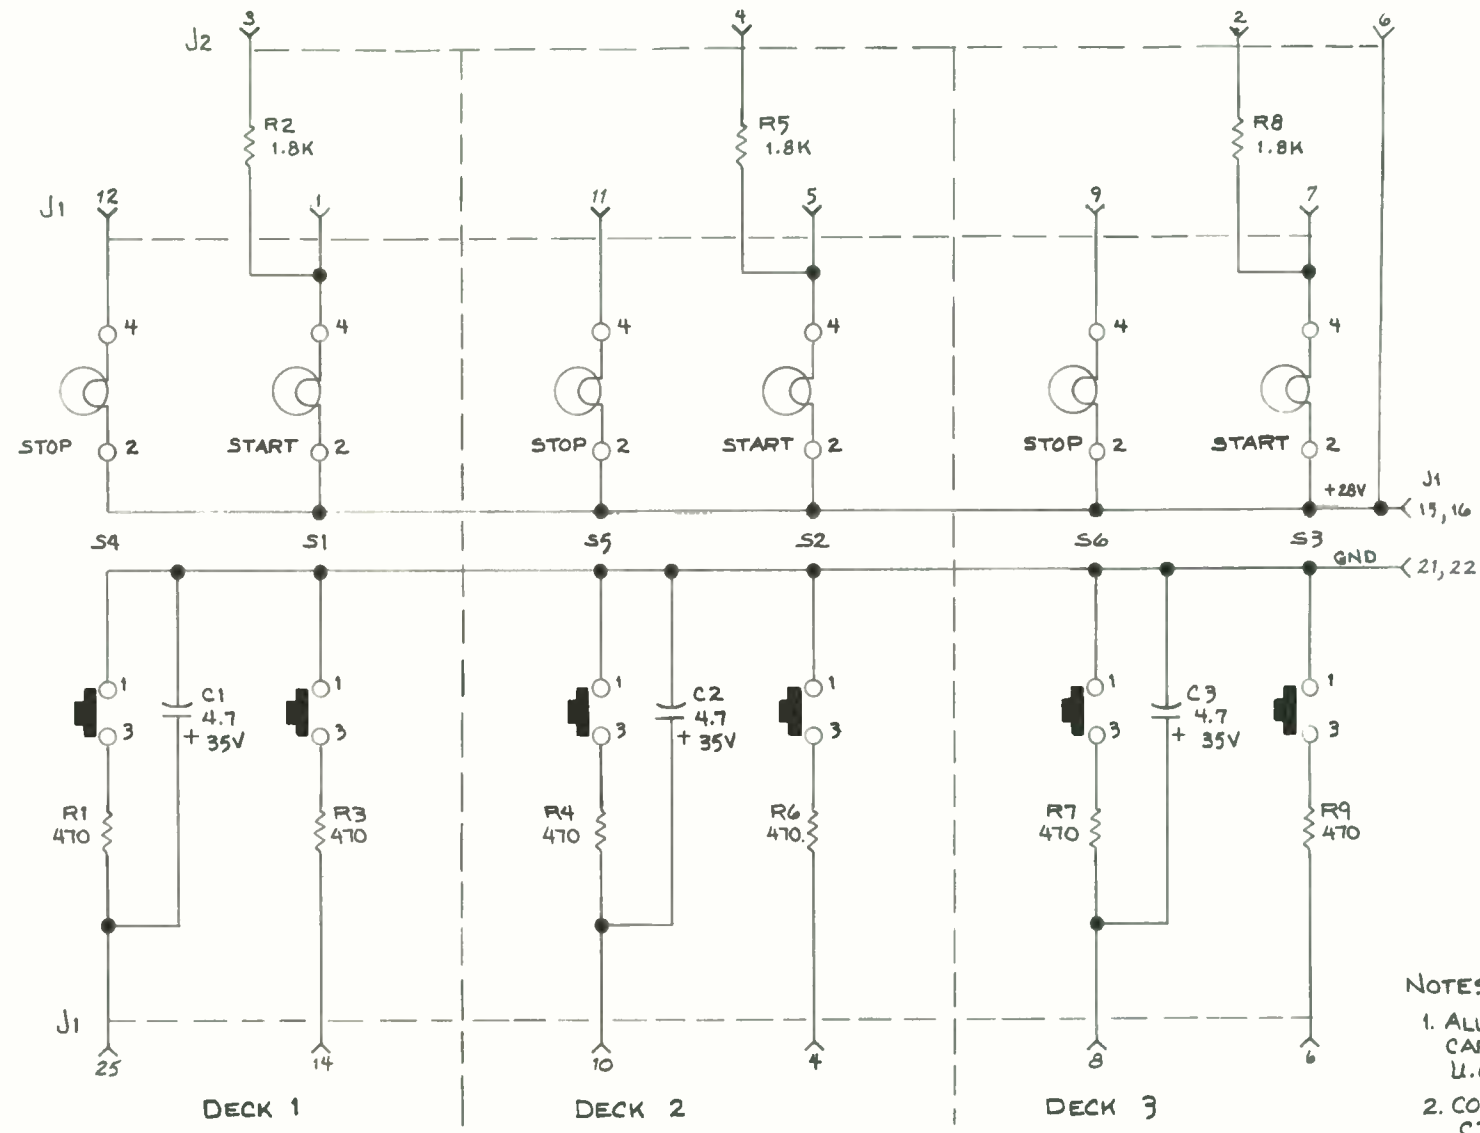 3 4 2 6
J2
R2 R5 R8
1.8K 1.8K 1.8K
J1 12 1 11 5 9 7
4 4 4 4 4 4
STOP 2 START 2 STOP 2 START 2 STOP 2 START 2
+28V J1
15,16
S4 S1 S5 S2 S6 S3
GND 21,22
1 1 1 1 1 1
C1 C2 C3
4.7 4.7 4.7
3 3 3 3 3 3
+ 35V + 35V + 35V
R1 R3 R4 R6 R7 R9
470 470 470 470. 470 470
NOTES
1. ALL
J1
25 14 10 4 8 6
DECK 1 DECK 2 DECK 3
2. CO